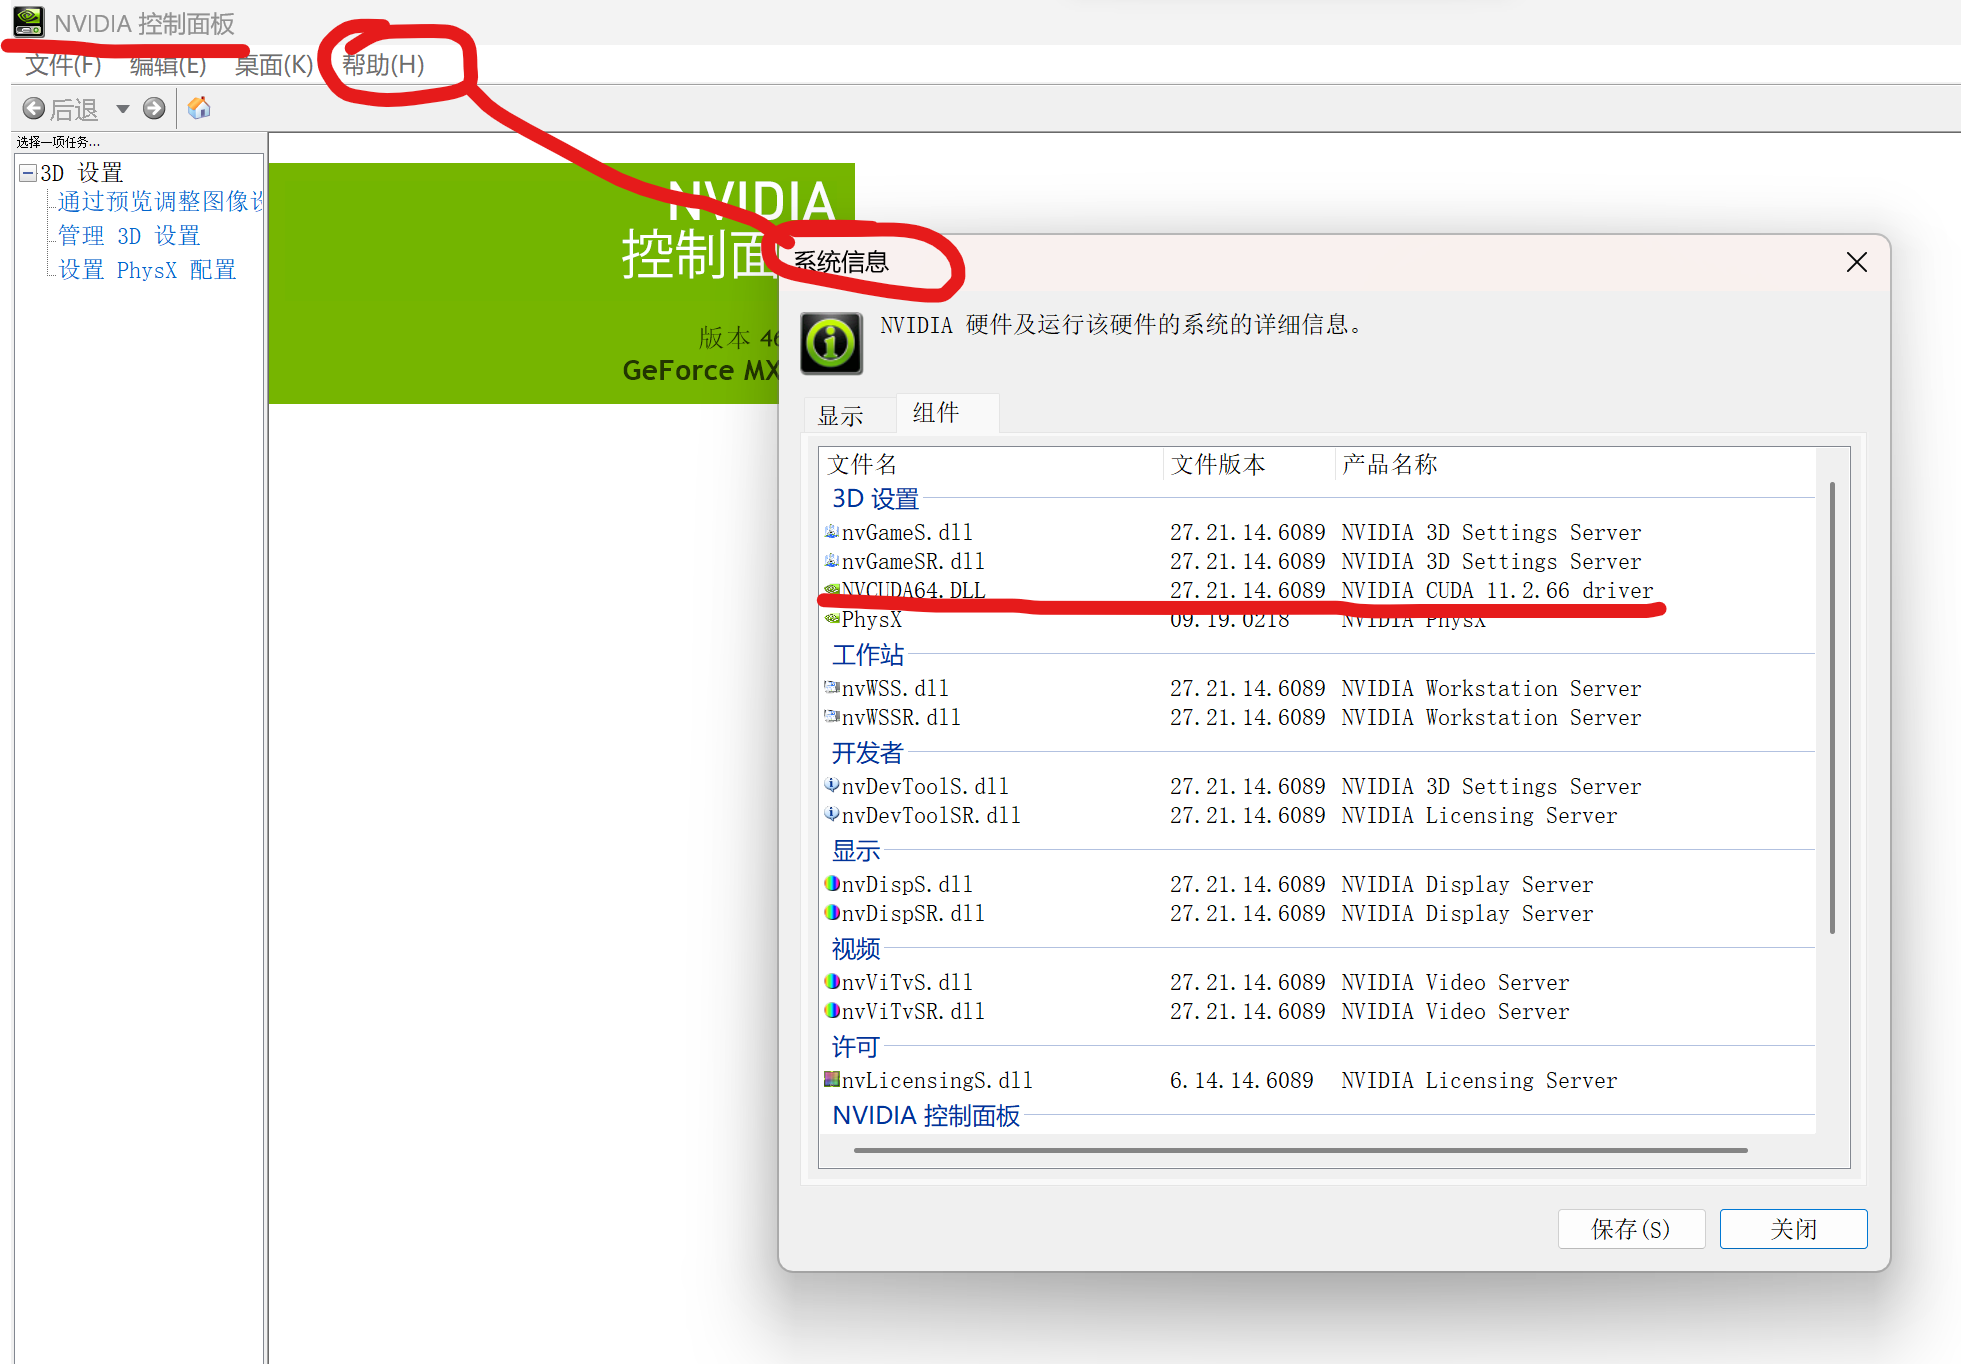 NVIDIA 控制面板
文件(F) 编辑(E) 桌面(K) 帮助(H)
后退
选择一项任务...
3D 设置
通过预览调整图像
管理 3D 设置
设置 PhysX 配置
NVIDIA
控制面
版本 46
GeForce MX
系统信息
NVIDIA 硬件及运行该硬件的系统的详细信息。
显示 组件
文件名 文件版本 产品名称
3D 设置
nvGameS.dll 27.21.14.6089 NVIDIA 3D Settings Server
nvGameSR.dll 27.21.14.6089 NVIDIA 3D Settings Server
NVCUDA64.DLL 27.21.14.6089 NVIDIA CUDA 11.2.66 driver
PhysX 09.19.0218 NVIDIA PhysX
工作站
nvWSS.dll 27.21.14.6089 NVIDIA Workstation Server
nvWSSR.dll 27.21.14.6089 NVIDIA Workstation Server
开发者
nvDevToolS.dll 27.21.14.6089 NVIDIA 3D Settings Server
nvDevToolSR.dll 27.21.14.6089 NVIDIA Licensing Server
显示
nvDispS.dll 27.21.14.6089 NVIDIA Display Server
nvDispSR.dll 27.21.14.6089 NVIDIA Display Server
视频
nvViTvS.dll 27.21.14.6089 NVIDIA Video Server
nvViTvSR.dll 27.21.14.6089 NVIDIA Video Server
许可
nvLicensingS.dll 6.14.14.6089 NVIDIA Licensing Server
NVIDIA 控制面板
保存(S) 关闭